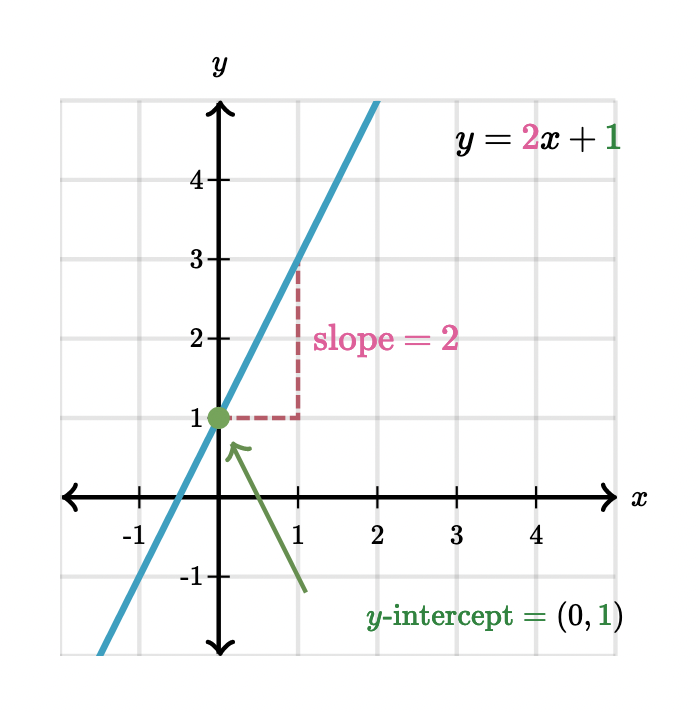 y
y = 2x + 1
4
3
2
slope = 2
1
x
-1 1 2 3 4
-1
y-intercept = (0, 1)